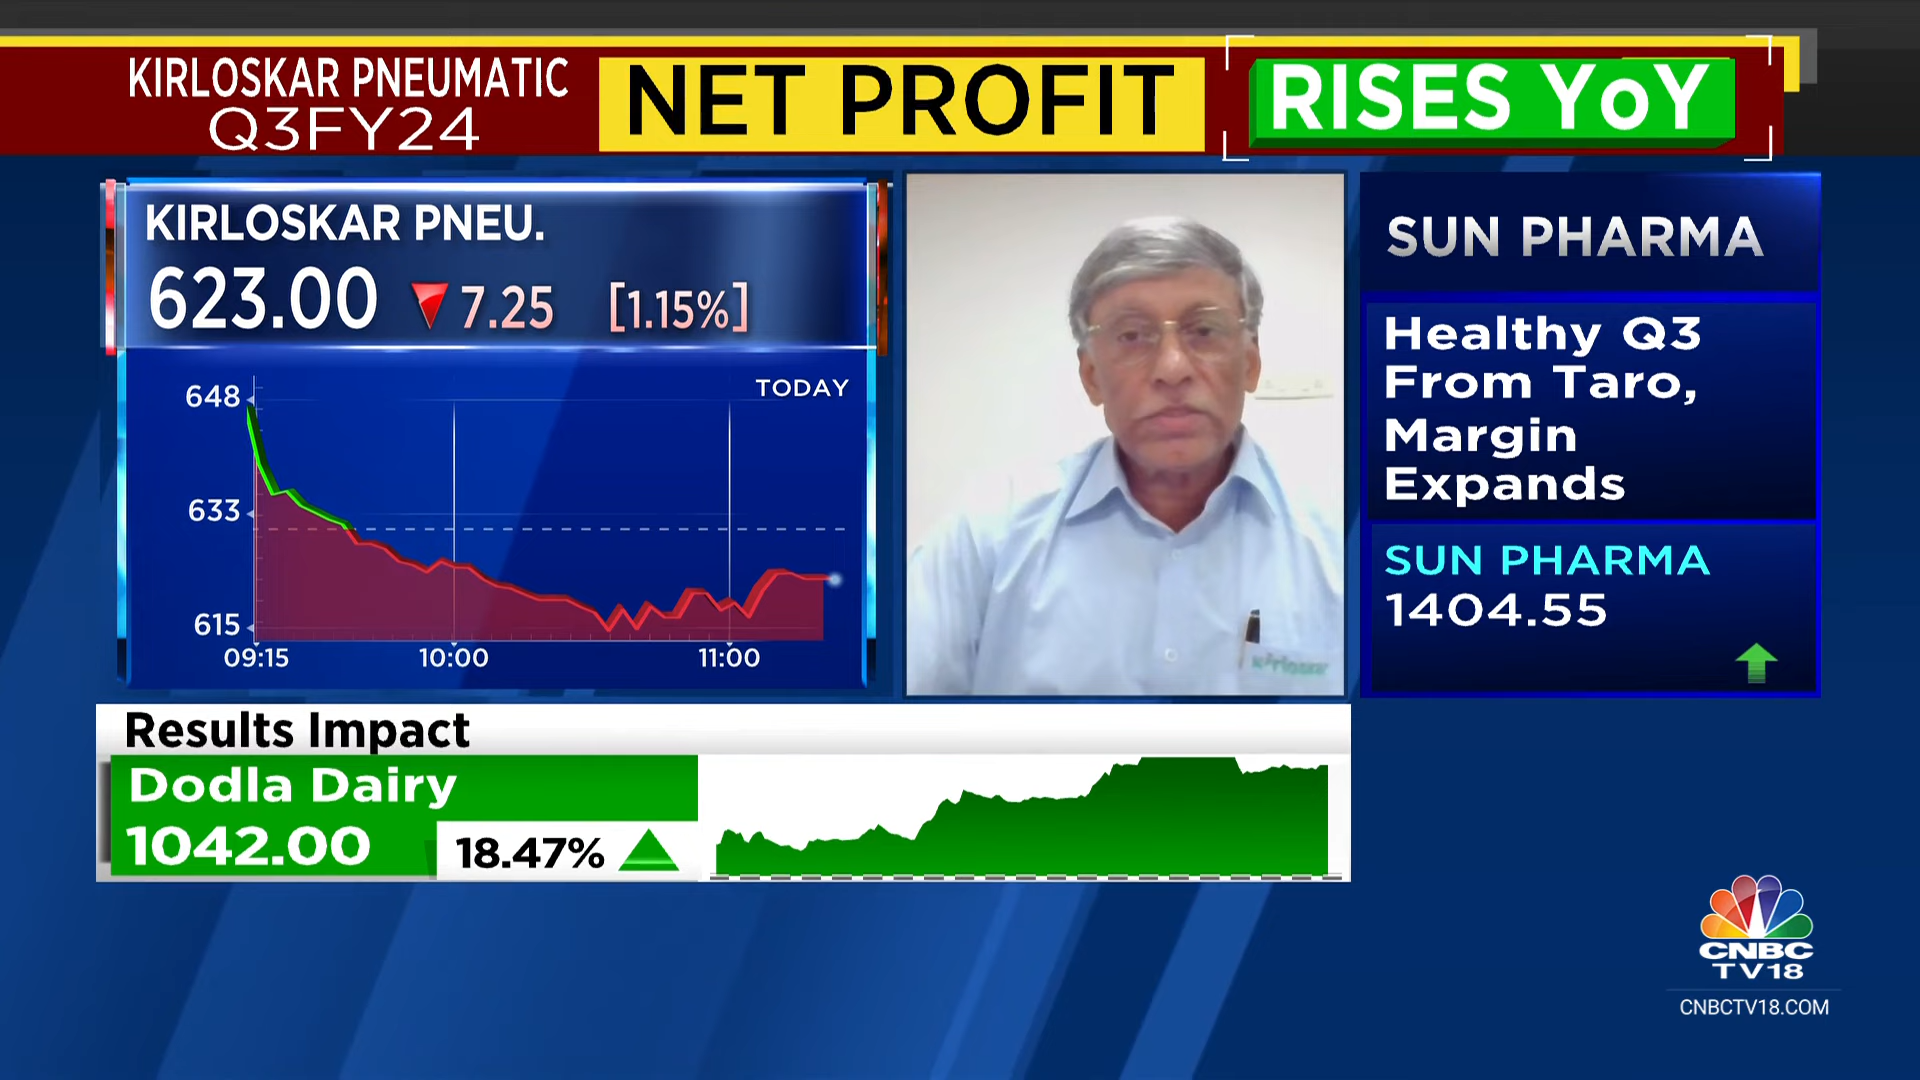 KIRLOSKAR PNEUMATIC
Q3FY24
NET PROFIT
RISES YoY
KIRLOSKAR PNEU.
623.00 ▼ 7.25 [1.15%]
TODAY
648
633
615
09:15 10:00 11:00
kirloskar
SUN PHARMA
Healthy Q3
From Taro,
Margin
Expands
SUN PHARMA
1404.55
Results Impact
Dodla Dairy
1042.00
18.47%
CNBC
TV18
CNBCTV18.COM